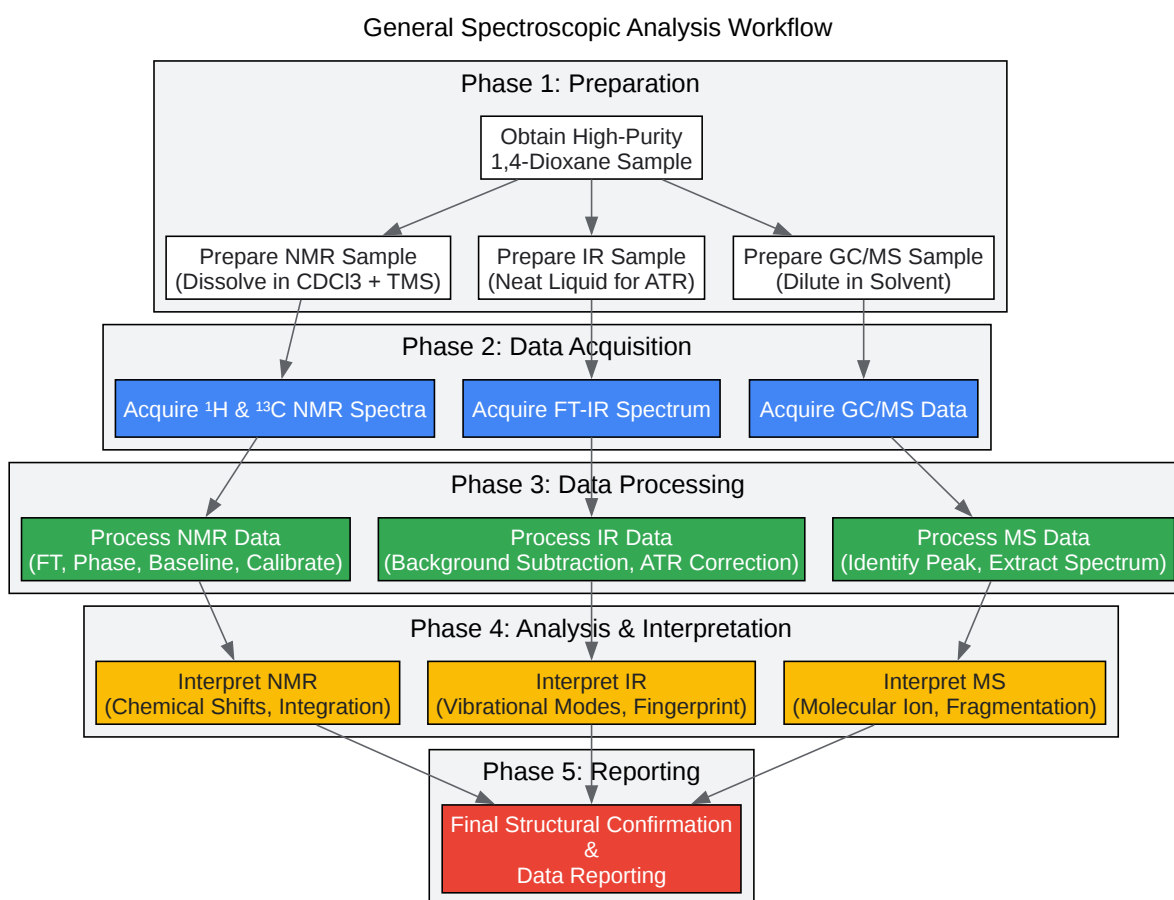 General Spectroscopic Analysis Workflow
Phase 1: Preparation
Obtain High-Purity
1,4-Dioxane Sample
Prepare NMR Sample
(Dissolve in CDCl3 + TMS)
Prepare IR Sample
(Neat Liquid for ATR)
Prepare GC/MS Sample
(Dilute in Solvent)
Phase 2: Data Acquisition
Acquire ¹H & ¹³C NMR Spectra
Acquire FT-IR Spectrum
Acquire GC/MS Data
Phase 3: Data Processing
Process NMR Data
(FT, Phase, Baseline, Calibrate)
Process IR Data
(Background Subtraction, ATR Correction)
Process MS Data
(Identify Peak, Extract Spectrum)
Phase 4: Analysis & Interpretation
Interpret NMR
(Chemical Shifts, Integration)
Interpret IR
(Vibrational Modes, Fingerprint)
Interpret MS
(Molecular Ion, Fragmentation)
Phase 5: Reporting
Final Structural Confirmation
&
Data Reporting